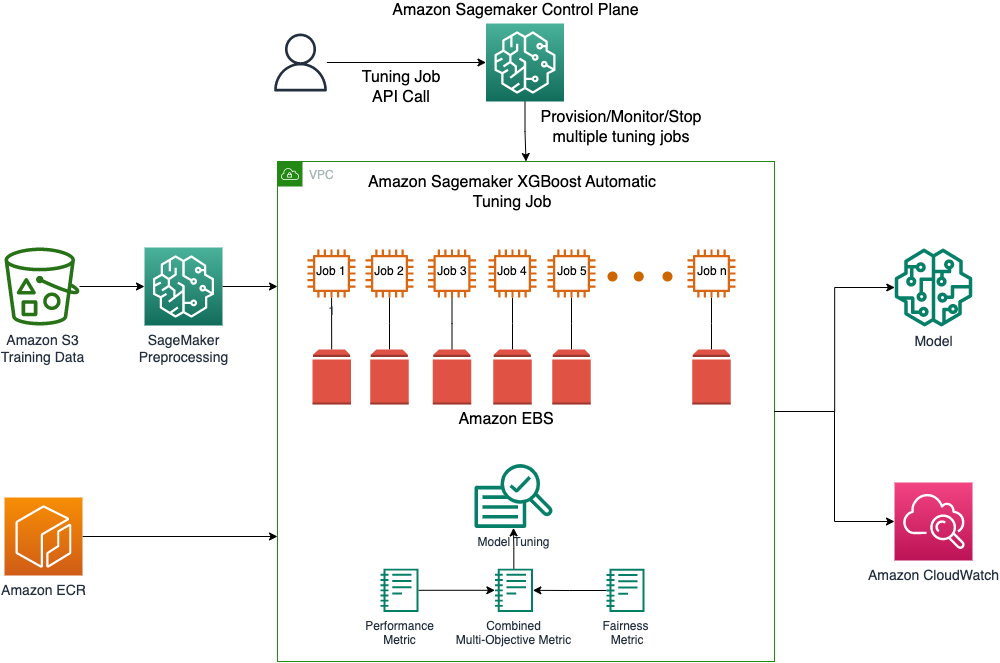 Amazon Sagemaker Control Plane
Tuning Job
API Call
Provision/Monitor/Stop
multiple tuning jobs
VPC
Amazon Sagemaker XGBoost Automatic
Tuning Job
Job 1
Job 2
Job 3
Job 4
Job 5
Job n
1
Amazon S3
Training Data
SageMaker
Preprocessing
Model
Amazon EBS
Model Tuning
Amazon ECR
Amazon CloudWatch
Performance
Metric
Combined
Multi-Objective Metric
Fairness
Metric